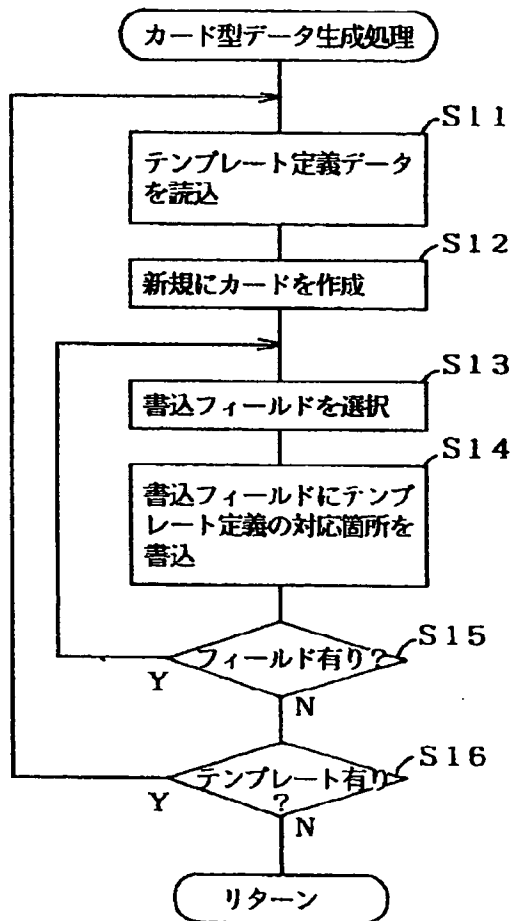 カード型データ生成処理
S11
テンプレート定義データ
を読込
S12
新規にカードを作成
S13
書込フィールドを選択
S14
書込フィールドにテンプ
レート定義の対応箇所を
書込
フィールド有り?
S15
Y
N
テンプレート有り
?
S16
Y
N
リターン